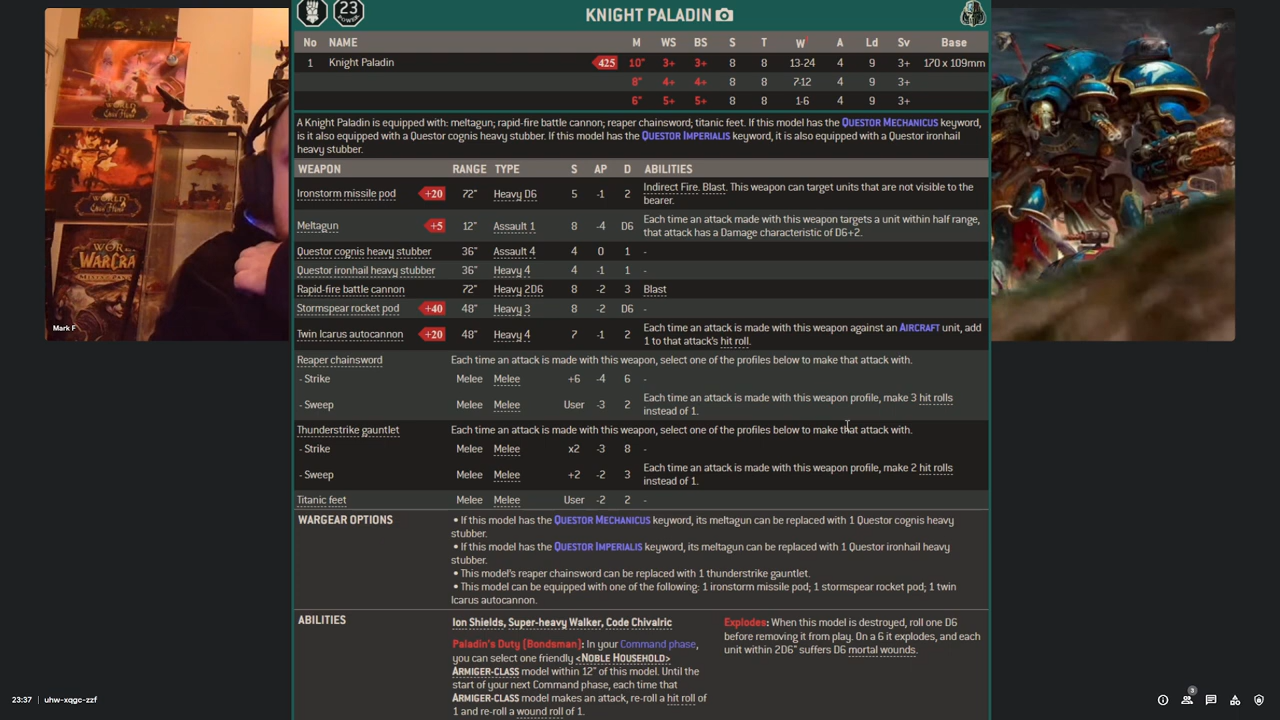 23
POWER
KNIGHT PALADIN
No NAME M WS BS S T W A Ld Sv Base
1 Knight Paladin 425 10" 3+ 3+ 8 8 13-24 4 9 3+ 170 x 109mm
8" 4+ 4+ 8 8 7-12 4 9 3+
6" 5+ 5+ 8 8 1-6 4 9 3+
A Knight Paladin is equipped with: meltagun; rapid-fire battle cannon; reaper chainsword; titanic feet. If this model has the QUESTOR MECHANICUS keyword,
is it also equipped with a Questor cognis heavy stubber. If this model has the QUESTOR IMPERIALIS keyword, it is also equipped with a Questor ironhail
heavy stubber.
WEAPON RANGE TYPE S AP D ABILITIES
Ironstorm missile pod +20 72" Heavy D6 5 -1 2 Indirect Fire. Blast. This weapon can target units that are not visible to the
bearer.
Meltagun +5 12" Assault 1 8 -4 D6 Each time an attack made with this weapon targets a unit within half range,
that attack has a Damage characteristic of D6+2.
Questor cognis heavy stubber 36" Assault 4 4 0 1 -
Questor ironhail heavy stubber 36" Heavy 4 4 -1 1 -
Rapid-fire battle cannon 72" Heavy 2D6 8 -2 3 Blast
Stormspear rocket pod +40 48" Heavy 3 8 -2 D6 -
Twin Icarus autocannon +20 48" Heavy 4 7 -1 2 Each time an attack is made with this weapon against an AIRCRAFT unit, add
1 to that attack's hit roll.
Reaper chainsword Each time an attack is made with this weapon, select one of the profiles below to make that attack with.
- Strike Melee Melee +6 -4 6 -
- Sweep Melee Melee User -3 2 Each time an attack is made with this weapon profile, make 3 hit rolls
instead of 1.
Thunderstrike gauntlet Each time an attack is made with this weapon, select one of the profiles below to make that attack with.
- Strike Melee Melee x2 -3 8 -
- Sweep Melee Melee +2 -2 3 Each time an attack is made with this weapon profile, make 2 hit rolls
instead of 1.
Titanic feet Melee Melee User -2 2 -
WARGEAR OPTIONS
• If this model has the QUESTOR MECHANICUS keyword, its meltagun can be replaced with 1 Questor cognis heavy
stubber.
• If this model has the QUESTOR IMPERIALIS keyword, its meltagun can be replaced with 1 Questor ironhail heavy
stubber.
• This model's reaper chainsword can be replaced with 1 thunderstrike gauntlet.
• This model can be equipped with one of the following: 1 ironstorm missile pod; 1 stormspear rocket pod; 1 twin
Icarus autocannon.
ABILITIES
Ion Shields, Super-heavy Walker, Code Chivalric
Paladin's Duty (Bondsman): In your Command phase,
you can select one friendly <NOBLE HOUSEHOLD>
ARMIGER-CLASS model within 12" of this model. Until the
start of your next Command phase, each time that
ARMIGER-CLASS model makes an attack, re-roll a hit roll of
1 and re-roll a wound roll of 1.
Explodes: When this model is destroyed, roll one D6
before removing it from play. On a 6 it explodes, and each
unit within 2D6" suffers D6 mortal wounds.
WORLD
WARCRA
Mark F
23:37 | uhw-xqgc-zzf
3